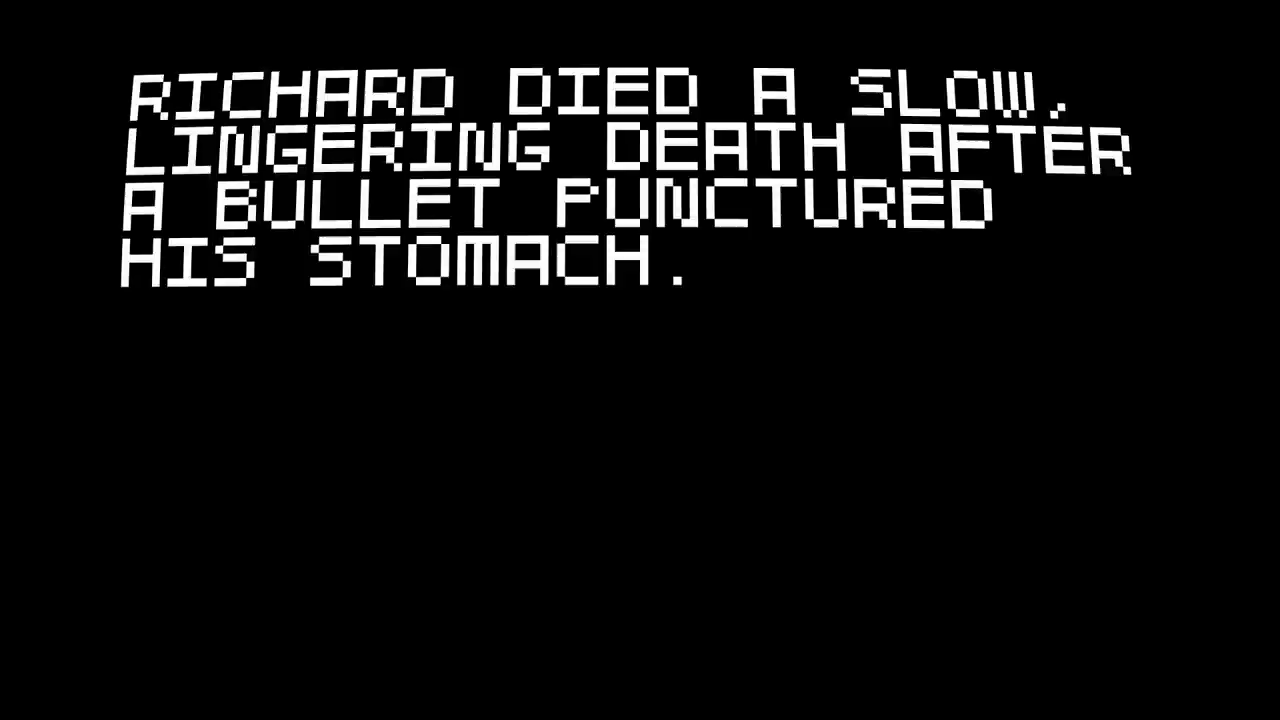 RICHARD DIED A SLOW,
LINGERING DEATH AFTER
A BULLET PUNCTURED
HIS STOMACH.